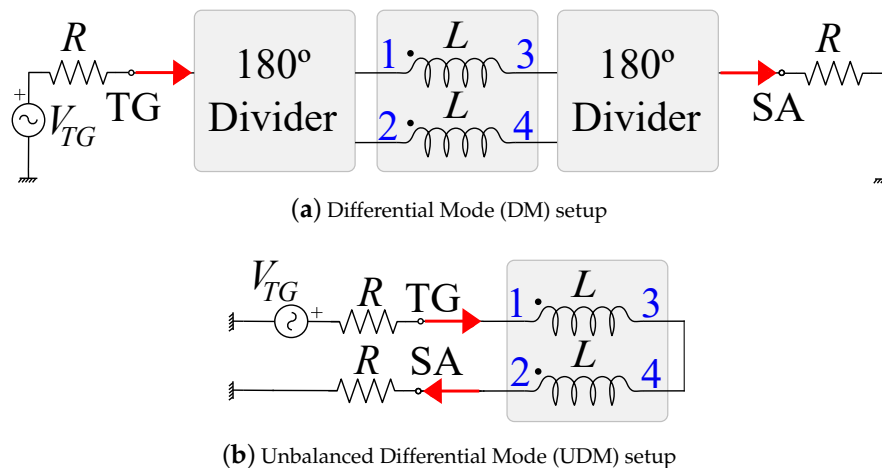 R
TG
180º
Divider
1
L
3
2
L
4
180º
Divider
SA
R
+
V_TG
(a) Differential Mode (DM) setup
V_TG
+
R
TG
1
L
3
R
SA
2
L
4
(b) Unbalanced Differential Mode (UDM) setup